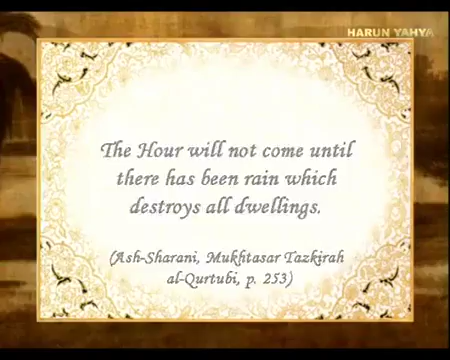 HARUN YAHYA
The Hour will not come until
there has been rain which
destroys all dwellings.
(Ash-Sharani, Mukhtasar Tazkirah
al-Qurtubi, p. 253)